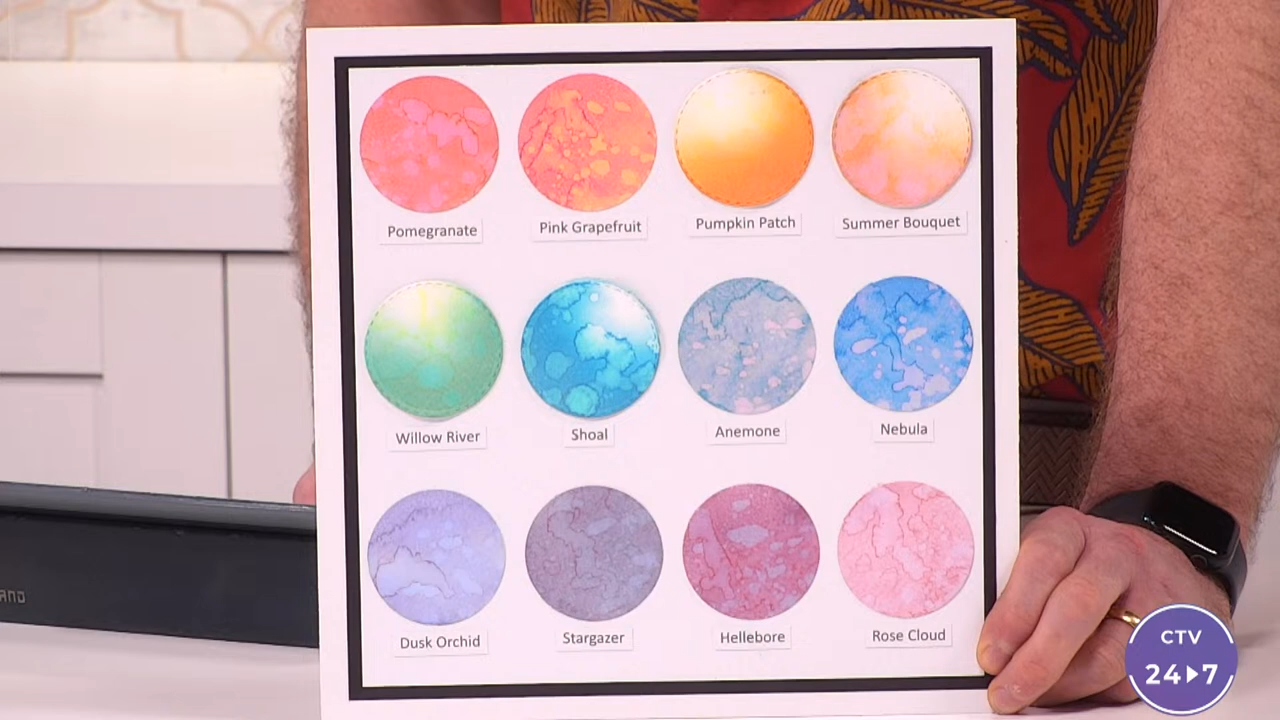 Pomegranate
Pink Grapefruit
Pumpkin Patch
Summer Bouquet
Willow River
Shoal
Anemone
Nebula
Dusk Orchid
Stargazer
Hellebore
Rose Cloud
CTV
24▶7